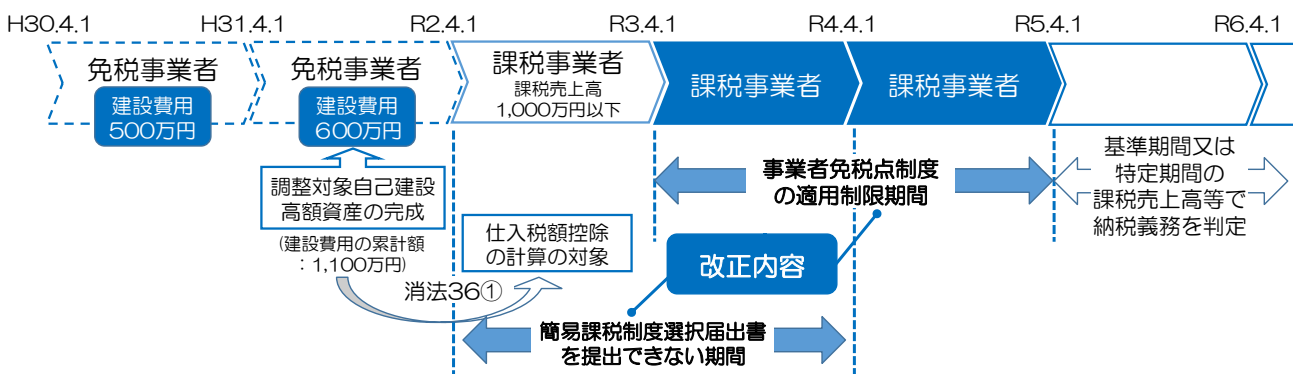 H30.4.1
H31.4.1
R2.4.1
R3.4.1
R4.4.1
R5.4.1
R6.4.1
免税事業者
建設費用
500万円
免税事業者
建設費用
600万円
課税事業者
課税売上高
1,000万円以下
課税事業者
課税事業者
調整対象自己建設
高額資産の完成
(建設費用の累計額
:1,100万円)
消法36①
仕入税額控除
の計算の対象
事業者免税点制度
の適用制限期間
基準期間又は
特定期間の
課税売上高等で
納税義務を判定
改正内容
簡易課税制度選択届出書
を提出できない期間